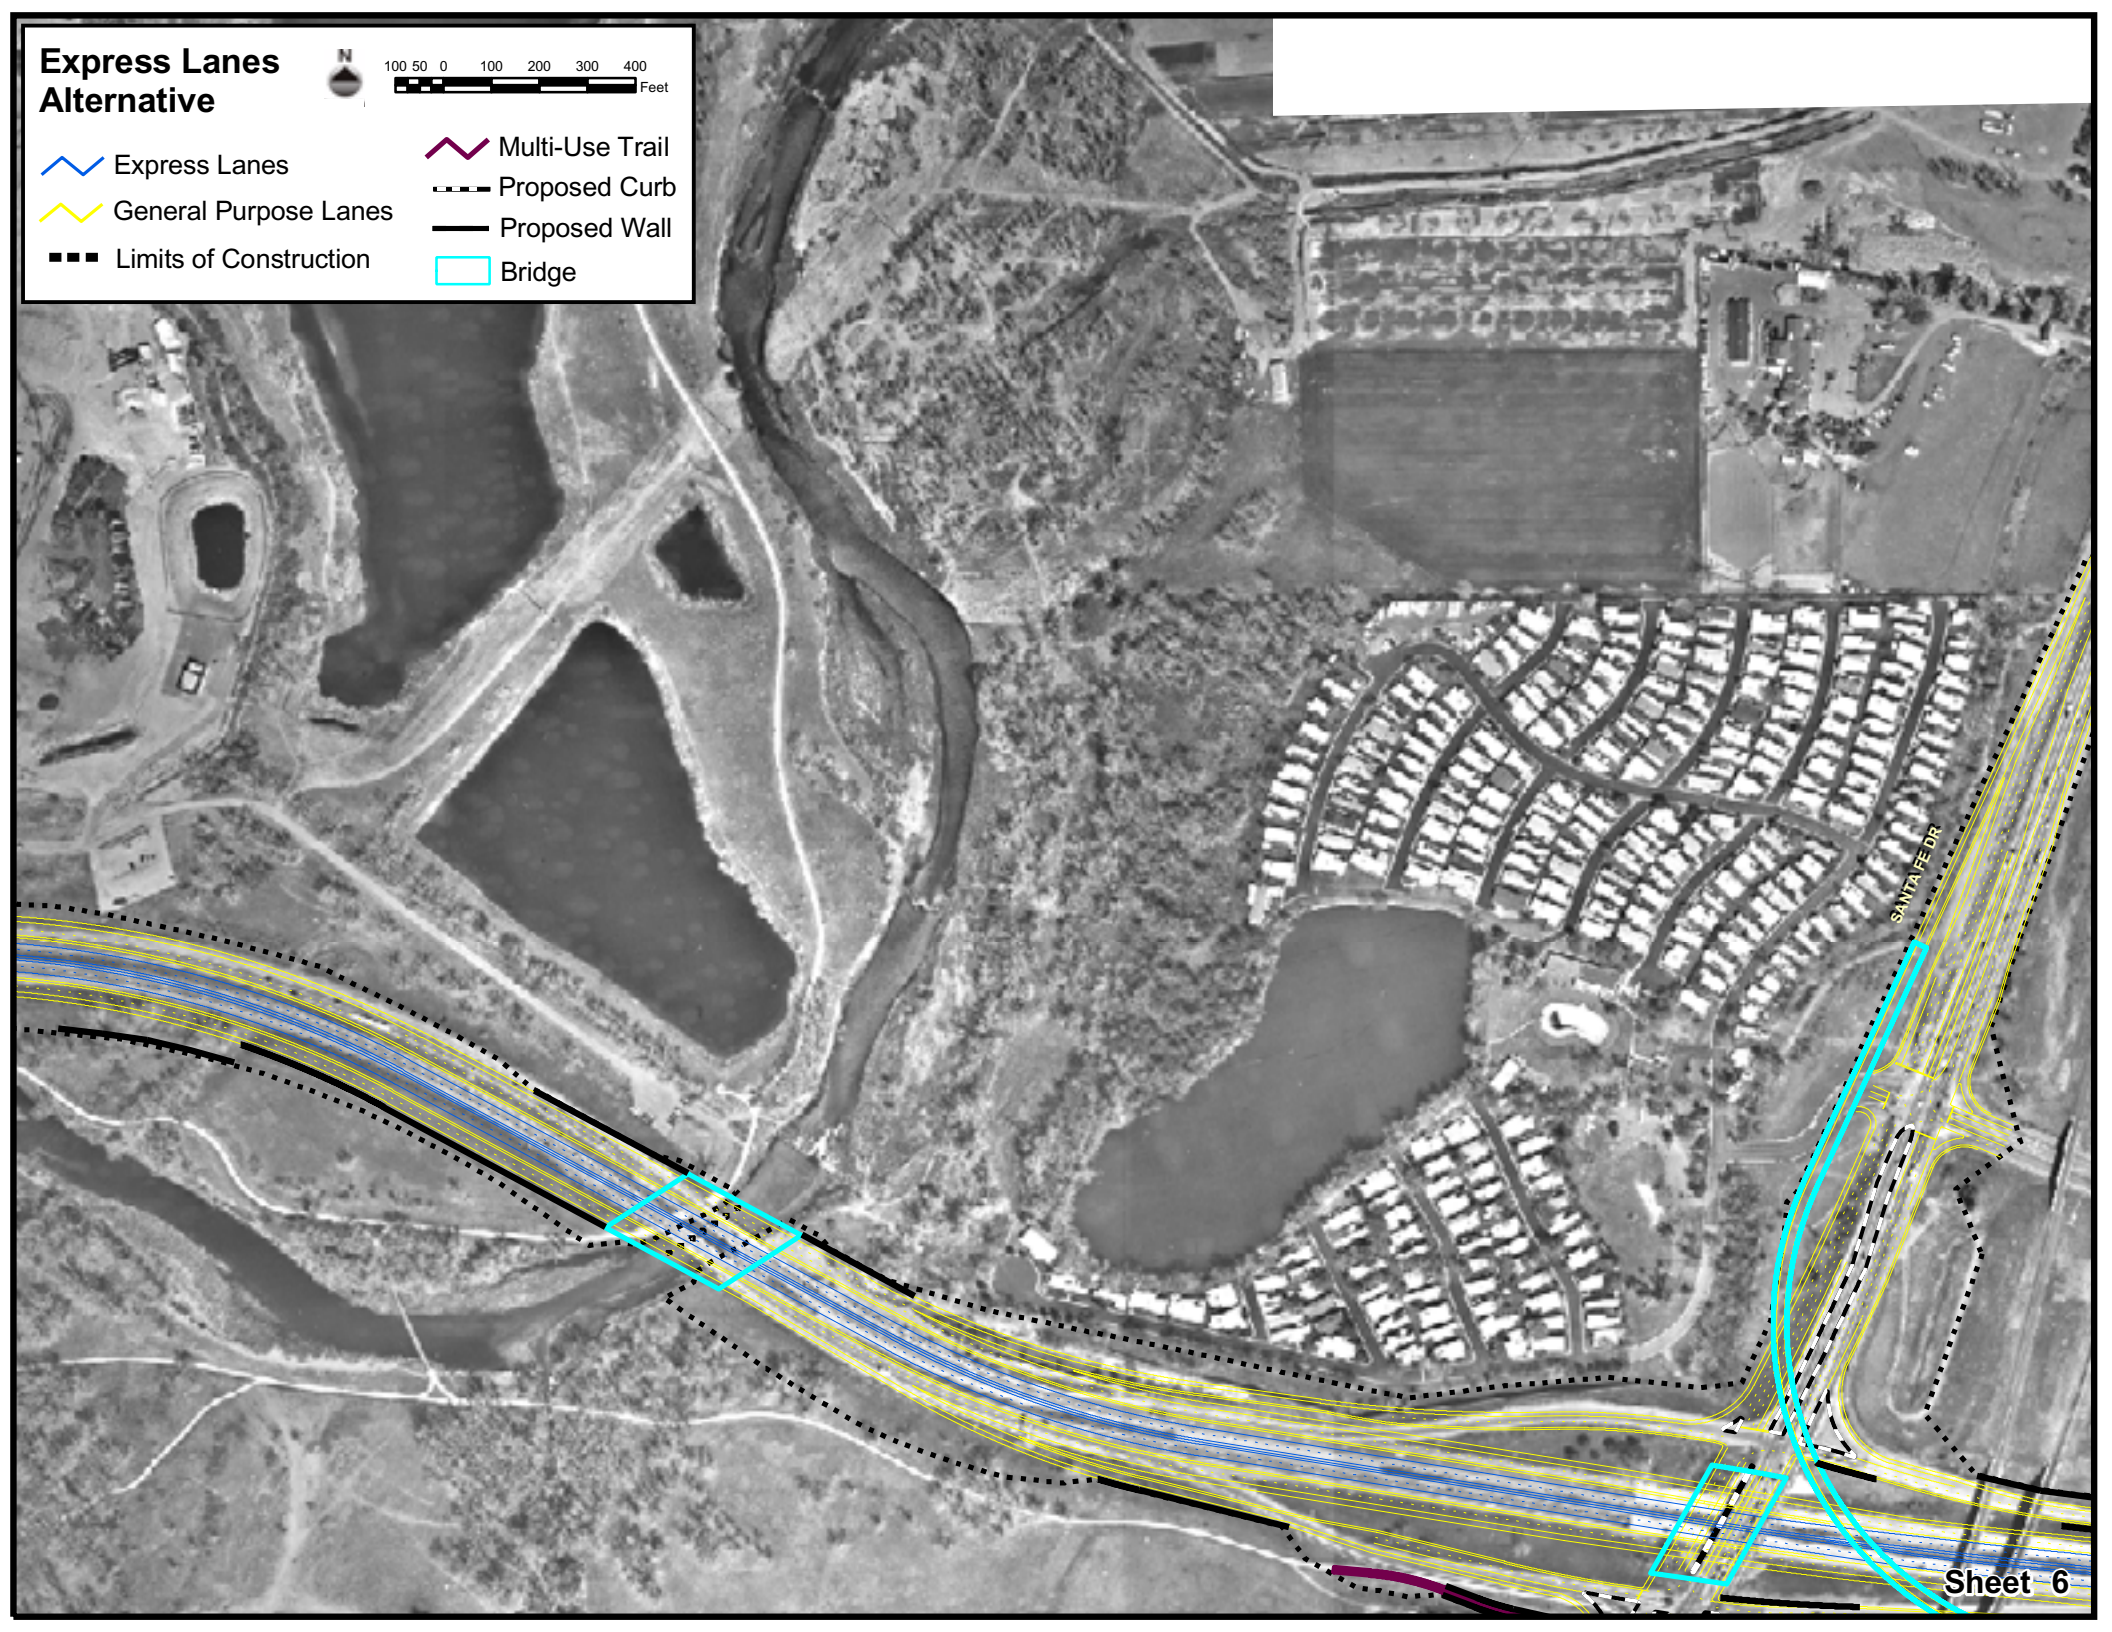 Express Lanes
Alternative
N
100 50 0 100 200 300 400
Feet
Express Lanes
General Purpose Lanes
Limits of Construction
Multi-Use Trail
Proposed Curb
Proposed Wall
Bridge
SANTA FE DR
Sheet 6